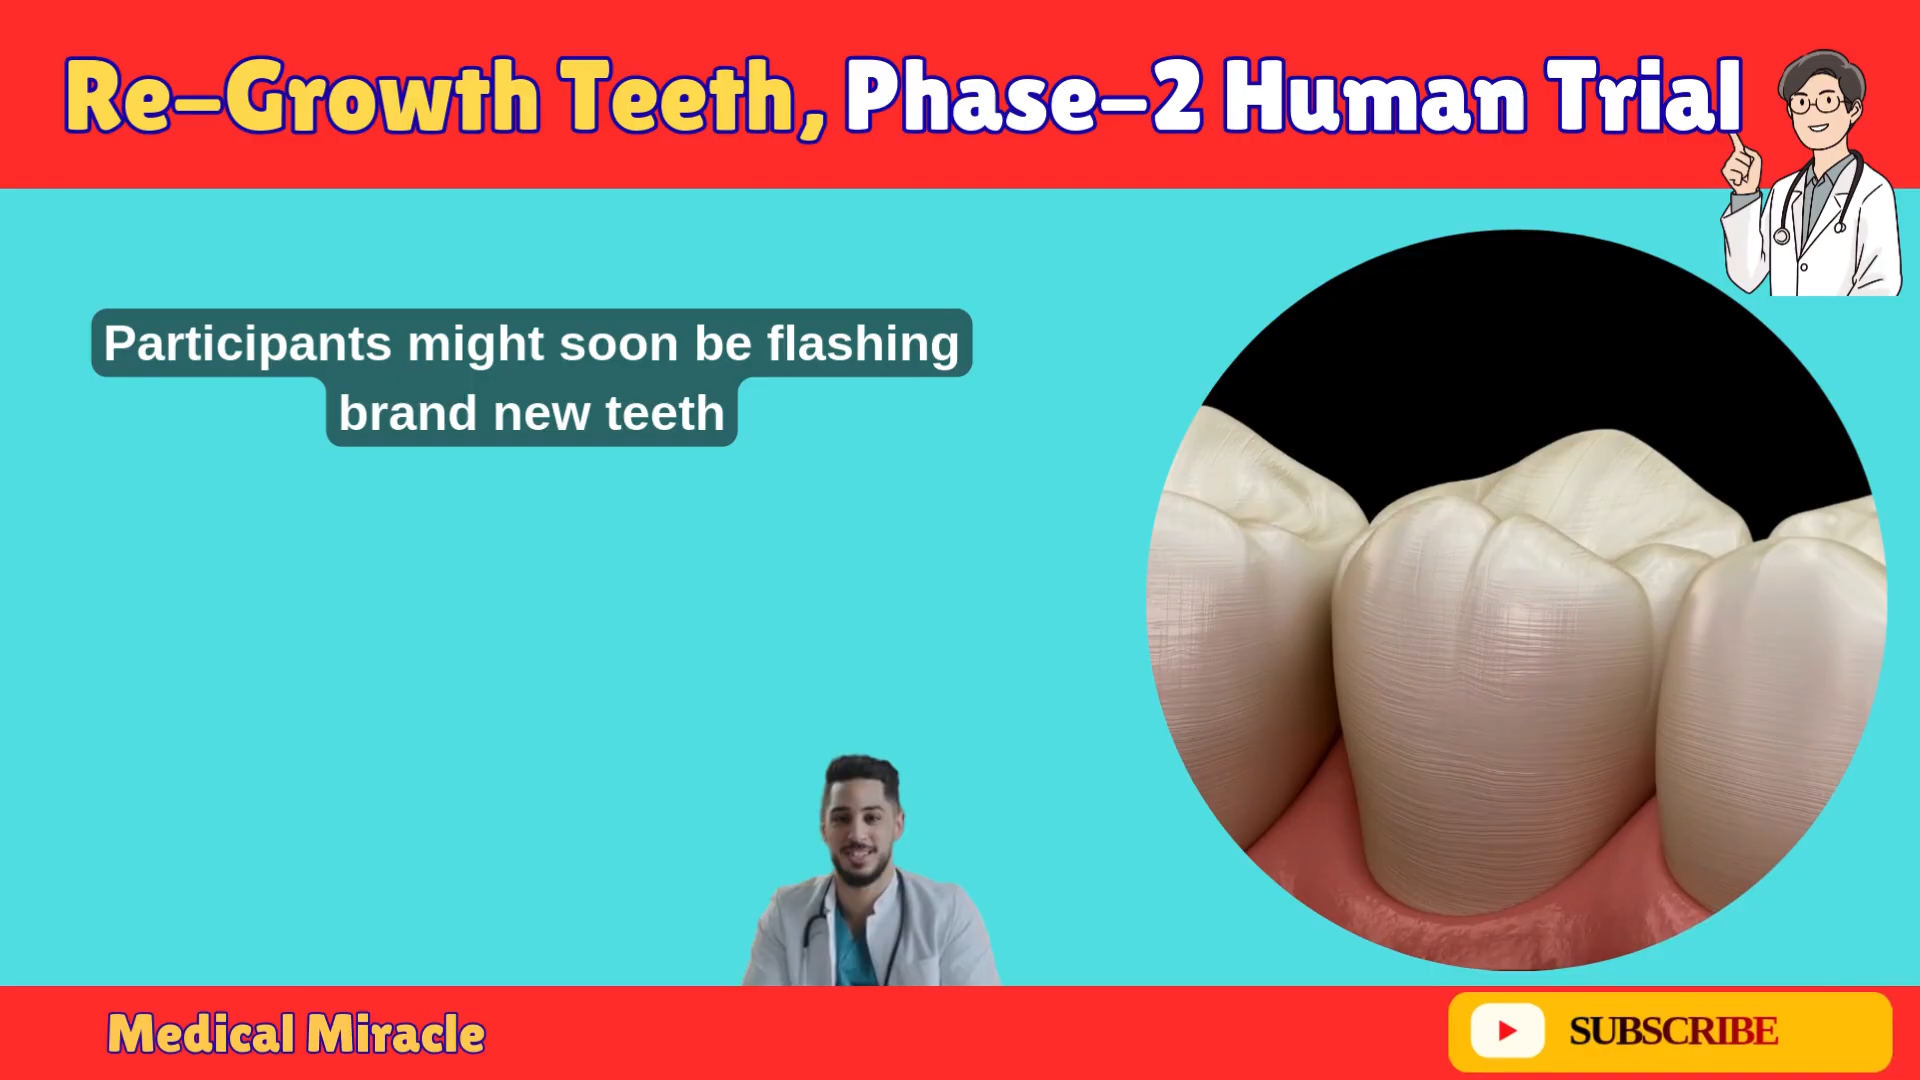 Re-Growth Teeth, Phase-2 Human Trial
Participants might soon be flashing
brand new teeth
Medical Miracle
SUBSCRIBE